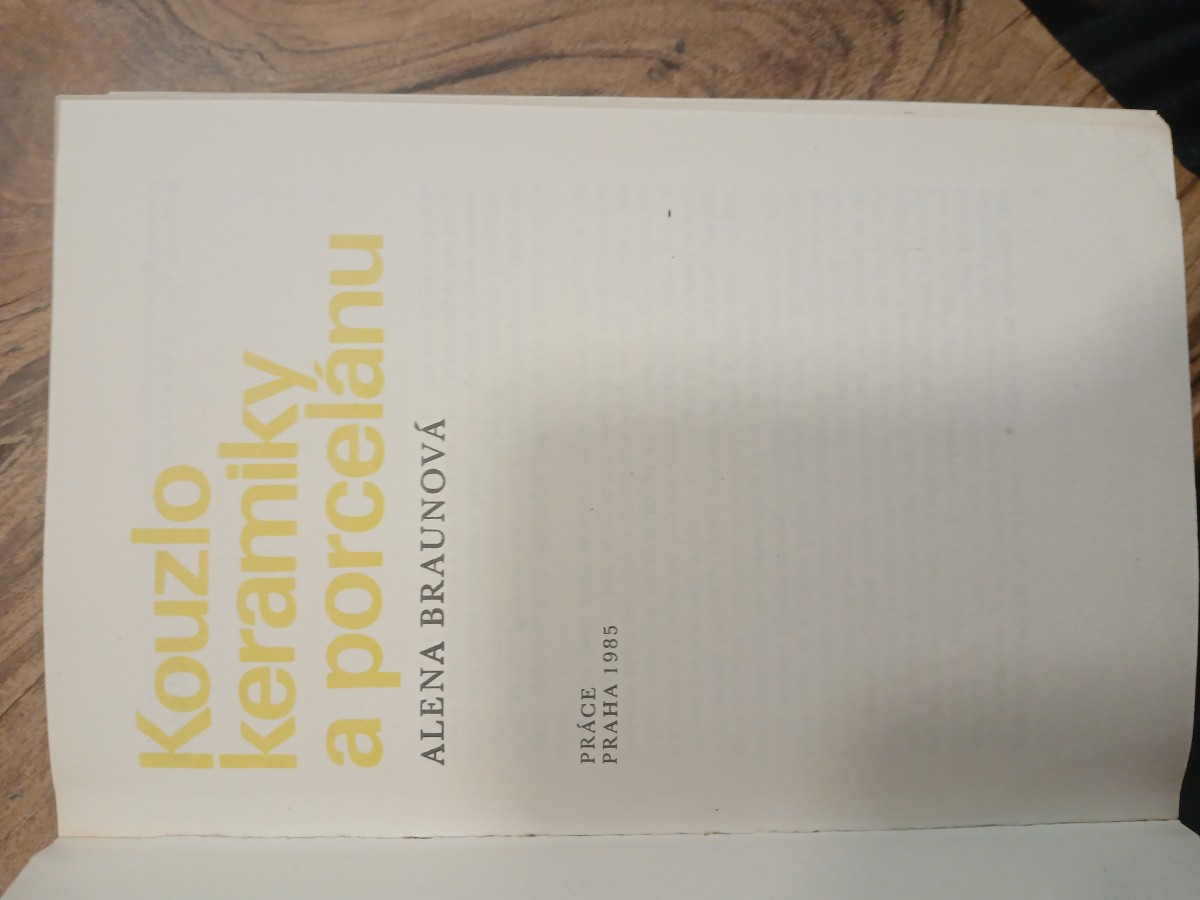 Kouzlo
keramiky
a porcelánu
ALENA BRAUNOVÁ
PRÁCE
PRAHA 1985